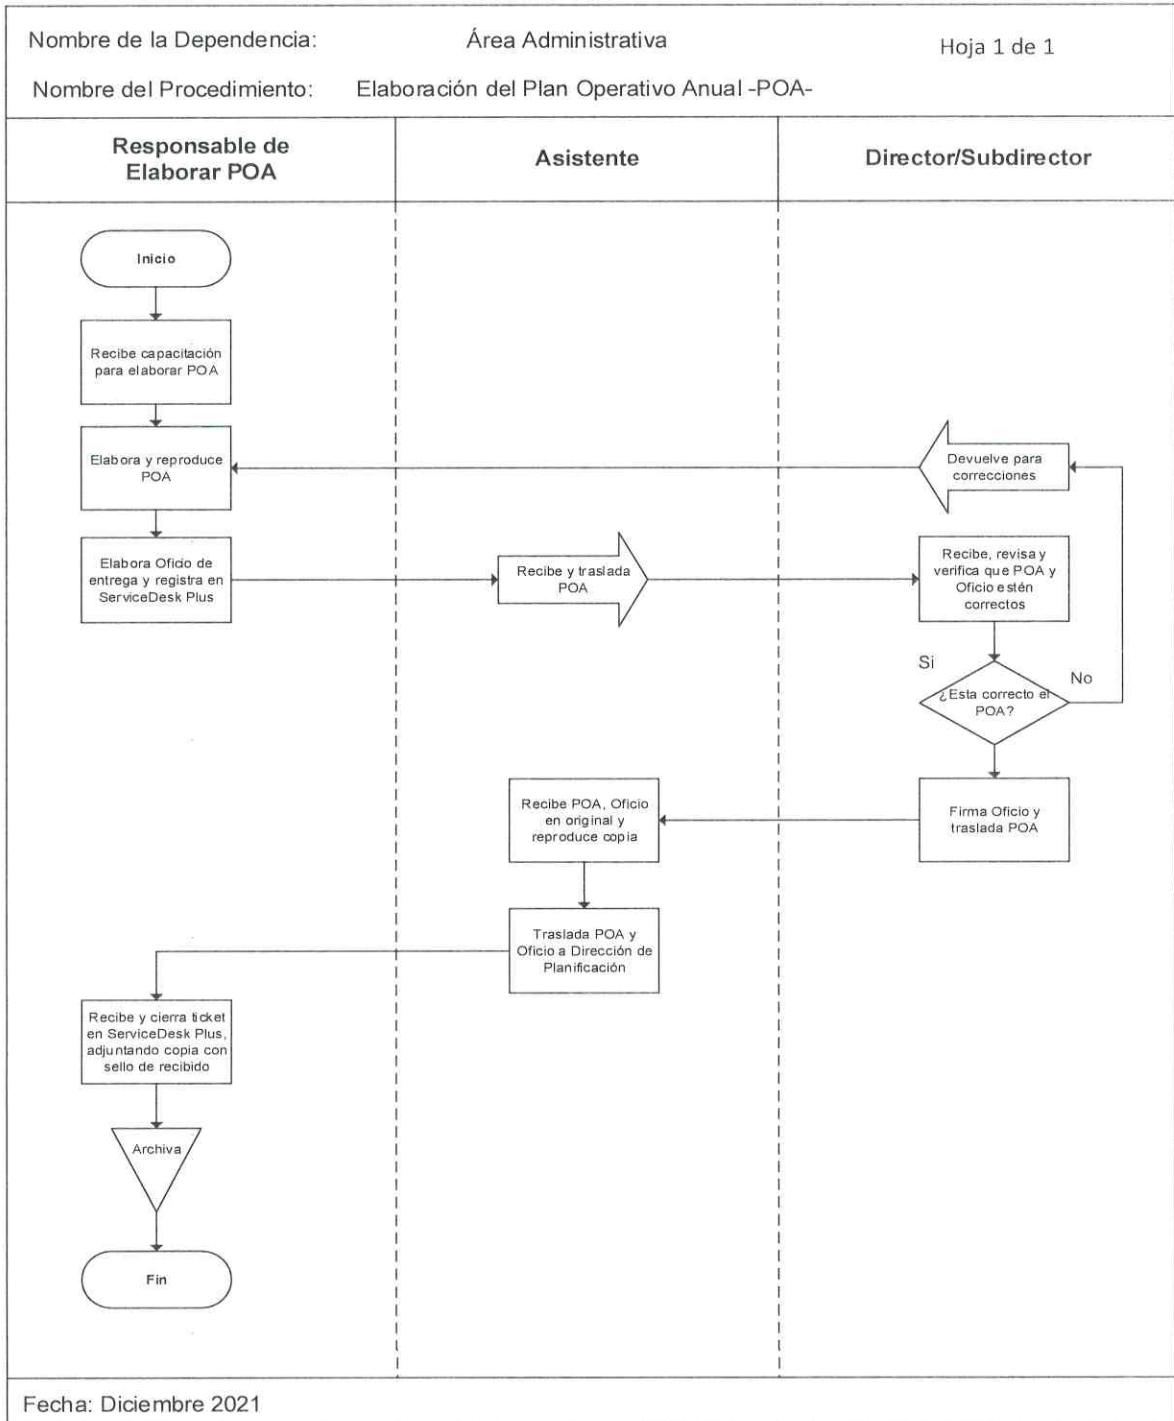 Nombre de la Dependencia: Área Administrativa Hoja 1 de 1
Nombre del Procedimiento: Elaboración del Plan Operativo Anual -POA-
Responsable de
Elaborar POA
Asistente
Director/Subdirector
Inicio
Recibe capacitación
para elaborar POA
Elabora y reproduce
POA
Devuelve para
correcciones
Elabora Oficio de
entrega y registra en
ServiceDesk Plus
Recibe y traslada
POA
Recibe, revisa y
verifica que POA y
Oficio estén
correctos
Si
No
¿Esta correcto el
POA?
Firma Oficio y
traslada POA
Recibe POA, Oficio
en original y
reproduce copia
Traslada POA y
Oficio a Dirección de
Planificación
Recibe y cierra ticket
en ServiceDesk Plus,
adjuntando copia con
sello de recibido
Archiva
Fin
Fecha: Diciembre 2021